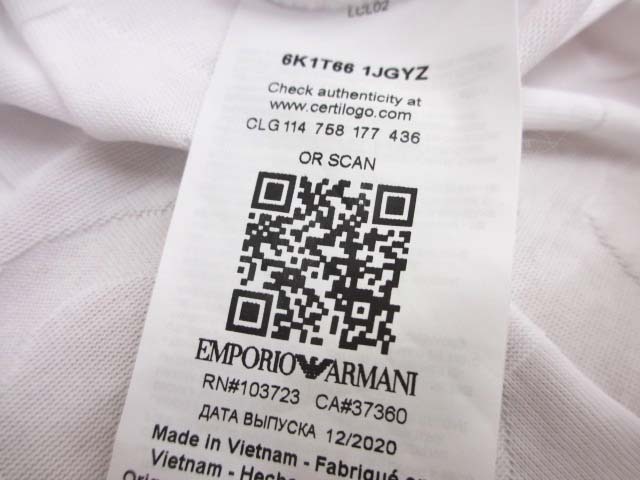 LCL02
6K1T66 1JGYZ
Check authenticity at
www.certilogo.com
CLG 114 758 177 436
OR SCAN
EMPORIO ARMANI
RN#103723 CA#37360
ДАТА ВЫПУСКА 12/2020
Made in Vietnam - Fabriqué
Vietnam - Hecho